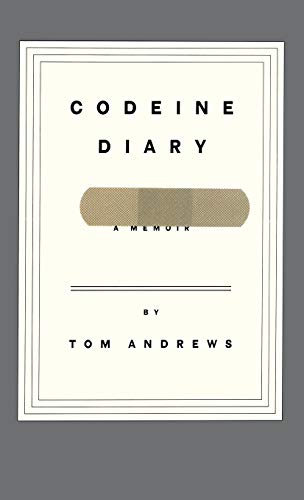 CODEINE
DIARY
A MEMOIR
BY
TOM ANDREWS